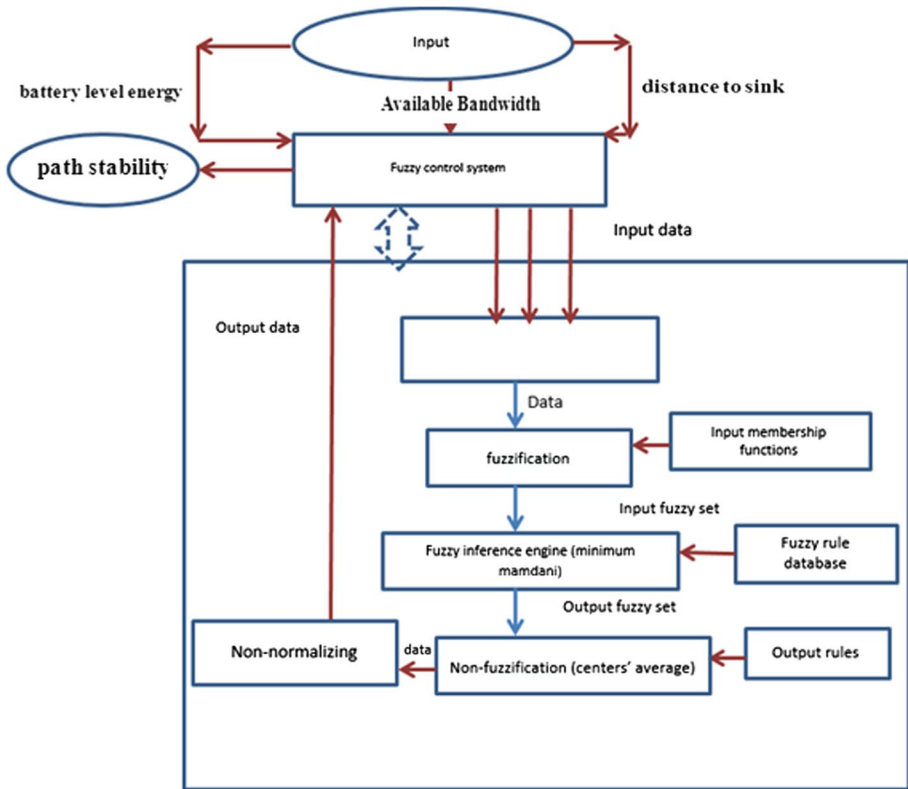 Input
battery level energy
Available Bandwidth
distance to sink
path stability
Fuzzy control system
Input data
Output data
Data
fuzzification
Input membership
functions
Input fuzzy set
Fuzzy inference engine (minimum
mamdani)
Fuzzy rule
database
Output fuzzy set
Non-normalizing
data
Non-fuzzification (centers' average)
Output rules